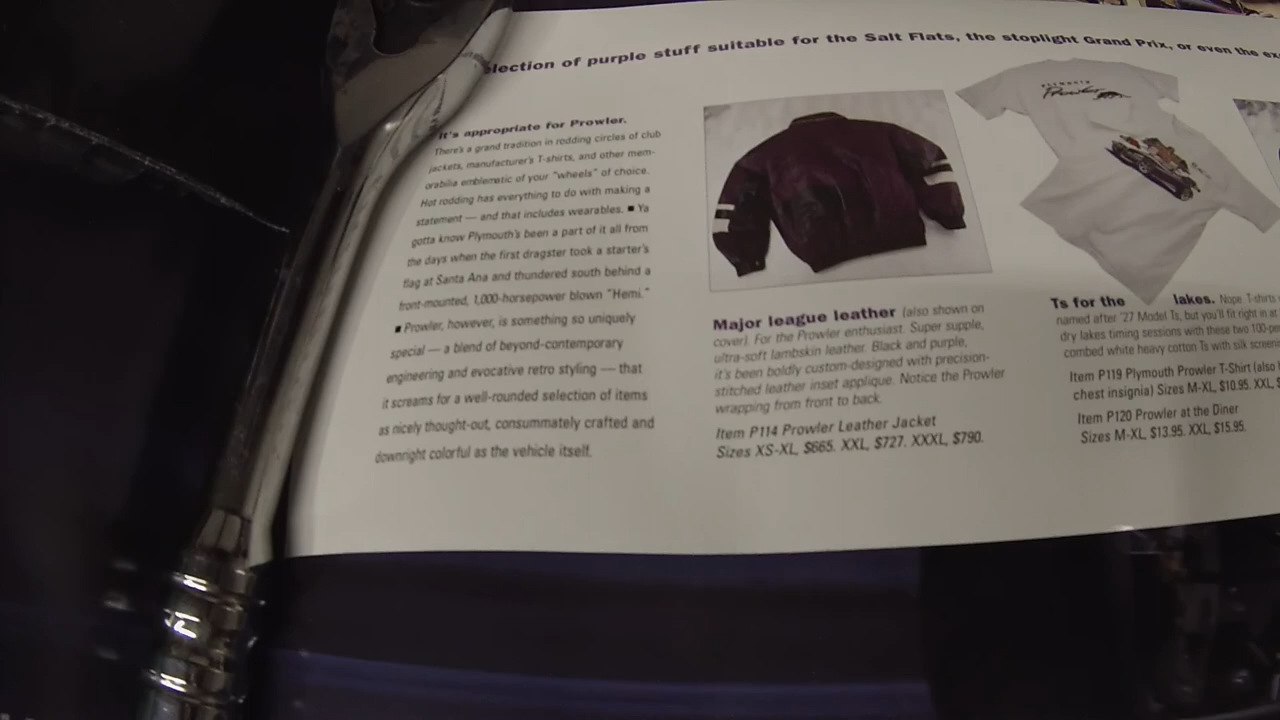 lection of purple stuff suitable for the Salt Flats, the stoplight Grand Prix, or even the ex
It's appropriate for Prowler.
There's a grand tradition in rodding circles of club
jackets, manufacturer's T-shirts, and other mem-
orabilia emblematic of your "wheels" of choice.
Hot rodding has everything to do with making a
statement — and that includes wearables. ■ Ya
gotta know Plymouth's been a part of it all from
the days when the first dragster took a starter's
flag at Santa Ana and thundered south behind a
front-mounted, 1,000-horsepower blown "Hemi."
■ Prowler, however, is something so uniquely
special — a blend of beyond-contemporary
engineering and evocative retro styling — that
it screams for a well-rounded selection of items
as nicely thought-out, consummately crafted and
downright colorful as the vehicle itself.
Major league leather (also shown on
cover). For the Prowler enthusiast. Super supple,
ultra-soft lambskin leather. Black and purple,
it's been boldly custom-designed with precision-
stitched leather inset applique. Notice the Prowler
wrapping from front to back.
Item P114 Prowler Leather Jacket
Sizes XS-XL, $665. XXL, $727. XXXL, $790.
PLYMOUTH
Prowler
Ts for the lakes. Nope T-shirts
named after '27 Model Ts, but you'll fit right in at
dry lakes timing sessions with these two 100-p
combed white heavy cotton Ts with silk screen
Item P119 Plymouth Prowler T-Shirt (also
chest insignia) Sizes M-XL, $10.95. XXL, $
Item P120 Prowler at the Diner
Sizes M-XL, $13.95. XXL, $15.95.